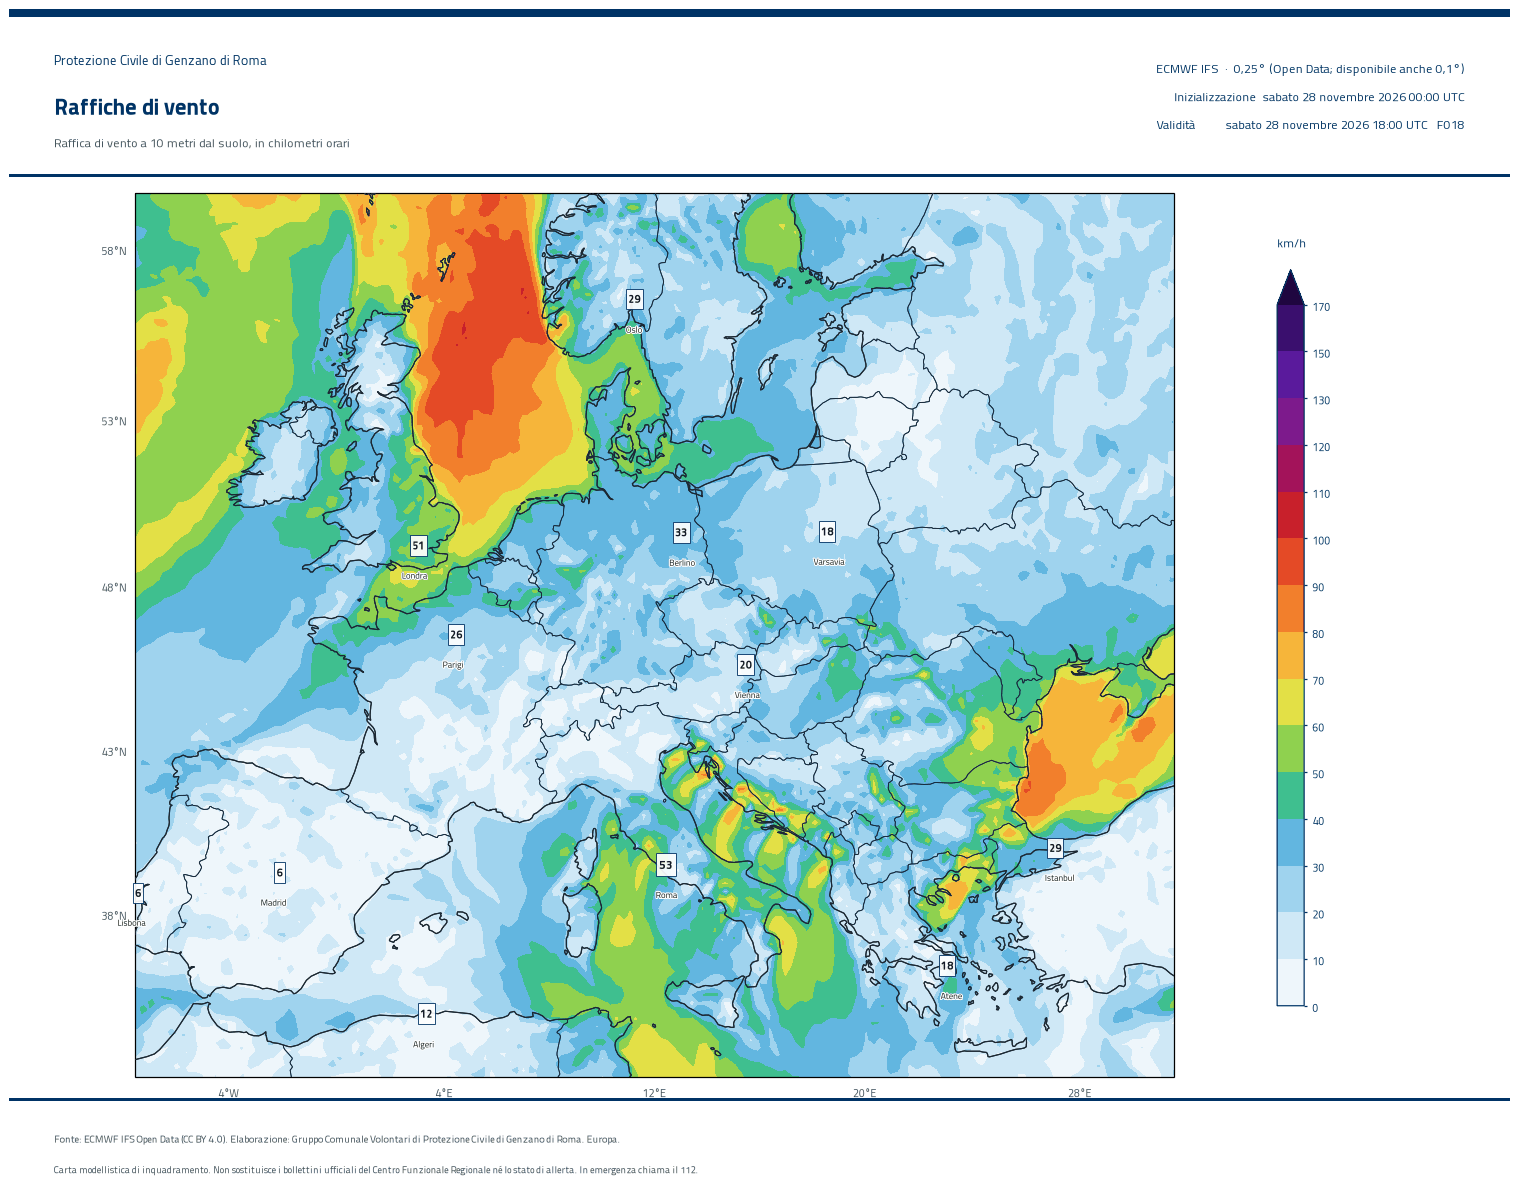 Protezione Civile di Genzano di Roma
Raffiche di vento
Raffica di vento a 10 metri dal suolo, in chilometri orari
ECMWF IFS · 0,25° (Open Data; disponibile anche 0,1°)
Inizializzazione sabato 28 novembre 2026 00:00 UTC
Validità sabato 28 novembre 2026 18:00 UTC F018
58°N
53°N
48°N
43°N
38°N
4°W
4°E
12°E
20°E
28°E
29
Oslo
51
Londra
33
Berlino
18
Varsavia
26
Parigi
20
Vienna
53
Roma
6
Madrid
6
Lisbona
12
Algeri
29
Istanbul
18
Atene
km/h
170
150
130
120
110
100
90
80
70
60
50
40
30
20
10
0
Fonte: ECMWF IFS Open Data (CC BY 4.0). Elaborazione: Gruppo Comunale Volontari di Protezione Civile di Genzano di Roma. Europa.
Carta modellistica di inquadramento. Non sostituisce i bollettini ufficiali del Centro Funzionale Regionale né lo stato di allerta. In emergenza chiama il 112.